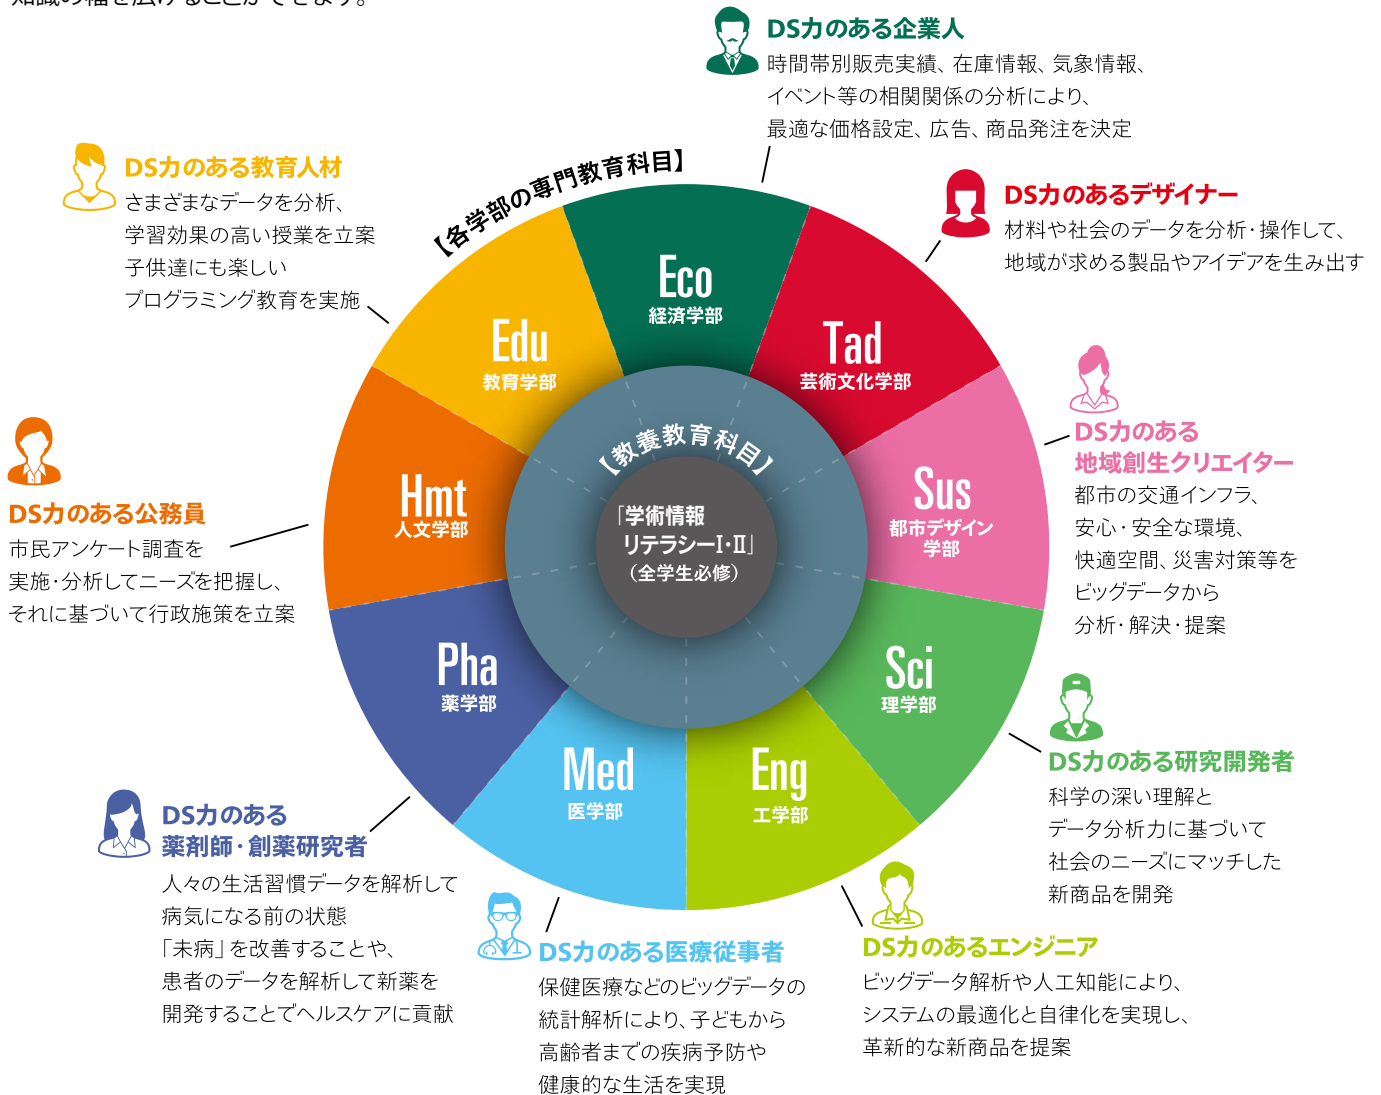 知識の幅を広げることができます。
DS力のある企業人
時間帯別販売実績、在庫情報、気象情報、
イベント等の相関関係の分析により、
最適な価格設定、広告、商品発注を決定
DS力のある教育人材
さまざまなデータを分析、
学習効果の高い授業を立案
子供達にも楽しい
プログラミング教育を実施
【各学部の専門教育科目】
DS力のあるデザイナー
材料や社会のデータを分析・操作して、
地域が求める製品やアイデアを生み出す
Eco
経済学部
Edu
教育学部
Tad
芸術文化学部
DS力のある
地域創生クリエイター
都市の交通インフラ、
安心・安全な環境、
快適空間、災害対策等を
ビッグデータから
分析・解決・提案
【教養教育科目】
「学術情報
リテラシーⅠ・Ⅱ」
（全学生必修）
Hmt
人文学部
Sus
都市デザイン
学部
DS力のある公務員
市民アンケート調査を
実施・分析してニーズを把握し、
それに基づいて行政施策を立案
Pha
薬学部
Sci
理学部
Med
医学部
Eng
工学部
DS力のある研究開発者
科学の深い理解と
データ分析力に基づいて
社会のニーズにマッチした
新商品を開発
DS力のある
薬剤師・創薬研究者
人々の生活習慣データを解析して
病気になる前の状態
「未病」を改善することや、
患者のデータを解析して新薬を
開発することでヘルスケアに貢献
DS力のある医療従事者
保健医療などのビッグデータの
統計解析により、子どもから
高齢者までの疾病予防や
健康的な生活を実現
DS力のあるエンジニア
ビッグデータ解析や人工知能により、
システムの最適化と自律化を実現し、
革新的な新商品を提案